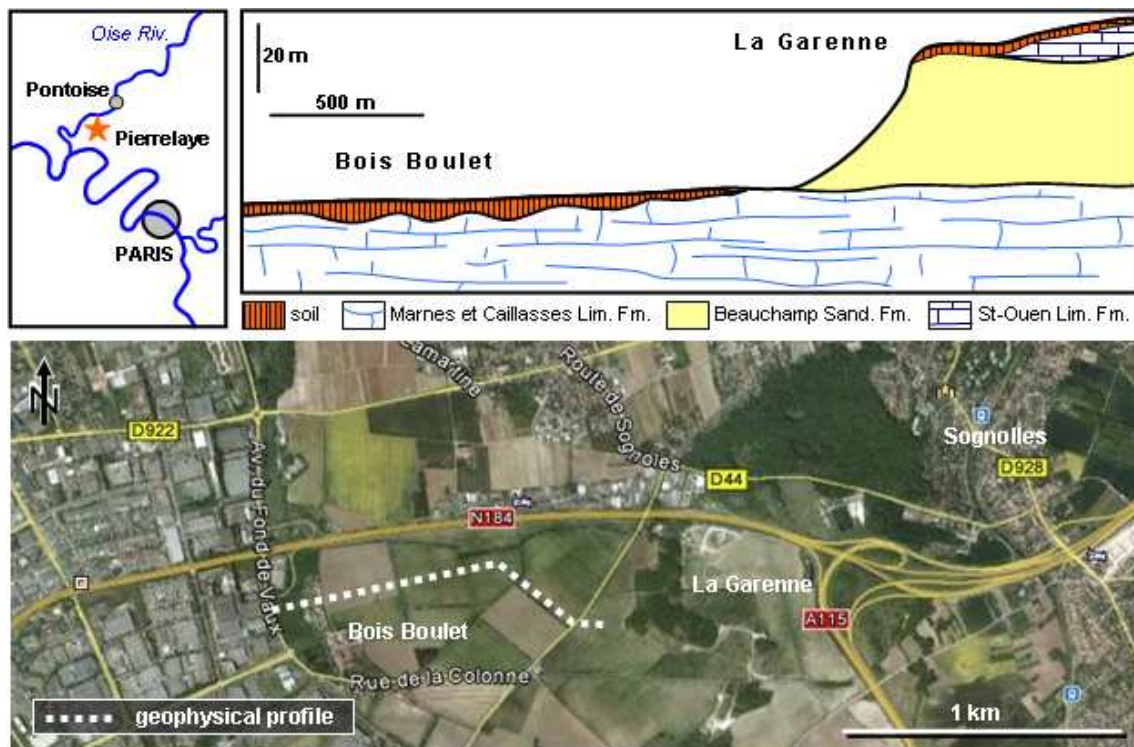 Oise Riv.
Pontoise
Pierrelaye
PARIS
20 m
500 m
La Garenne
Bois Boulet
soil
Marnes et Caillasses Lim. Fm.
Beauchamp Sand. Fm.
St-Ouen Lim. Fm.
N
Camarline
Route de Sognoles
D922
Av. du Fond de Vaux
N184
D44
Sognolles
D928
La Garenne
A115
Bois Boulet
Rue de la Colonne
geophysical profile
1 km